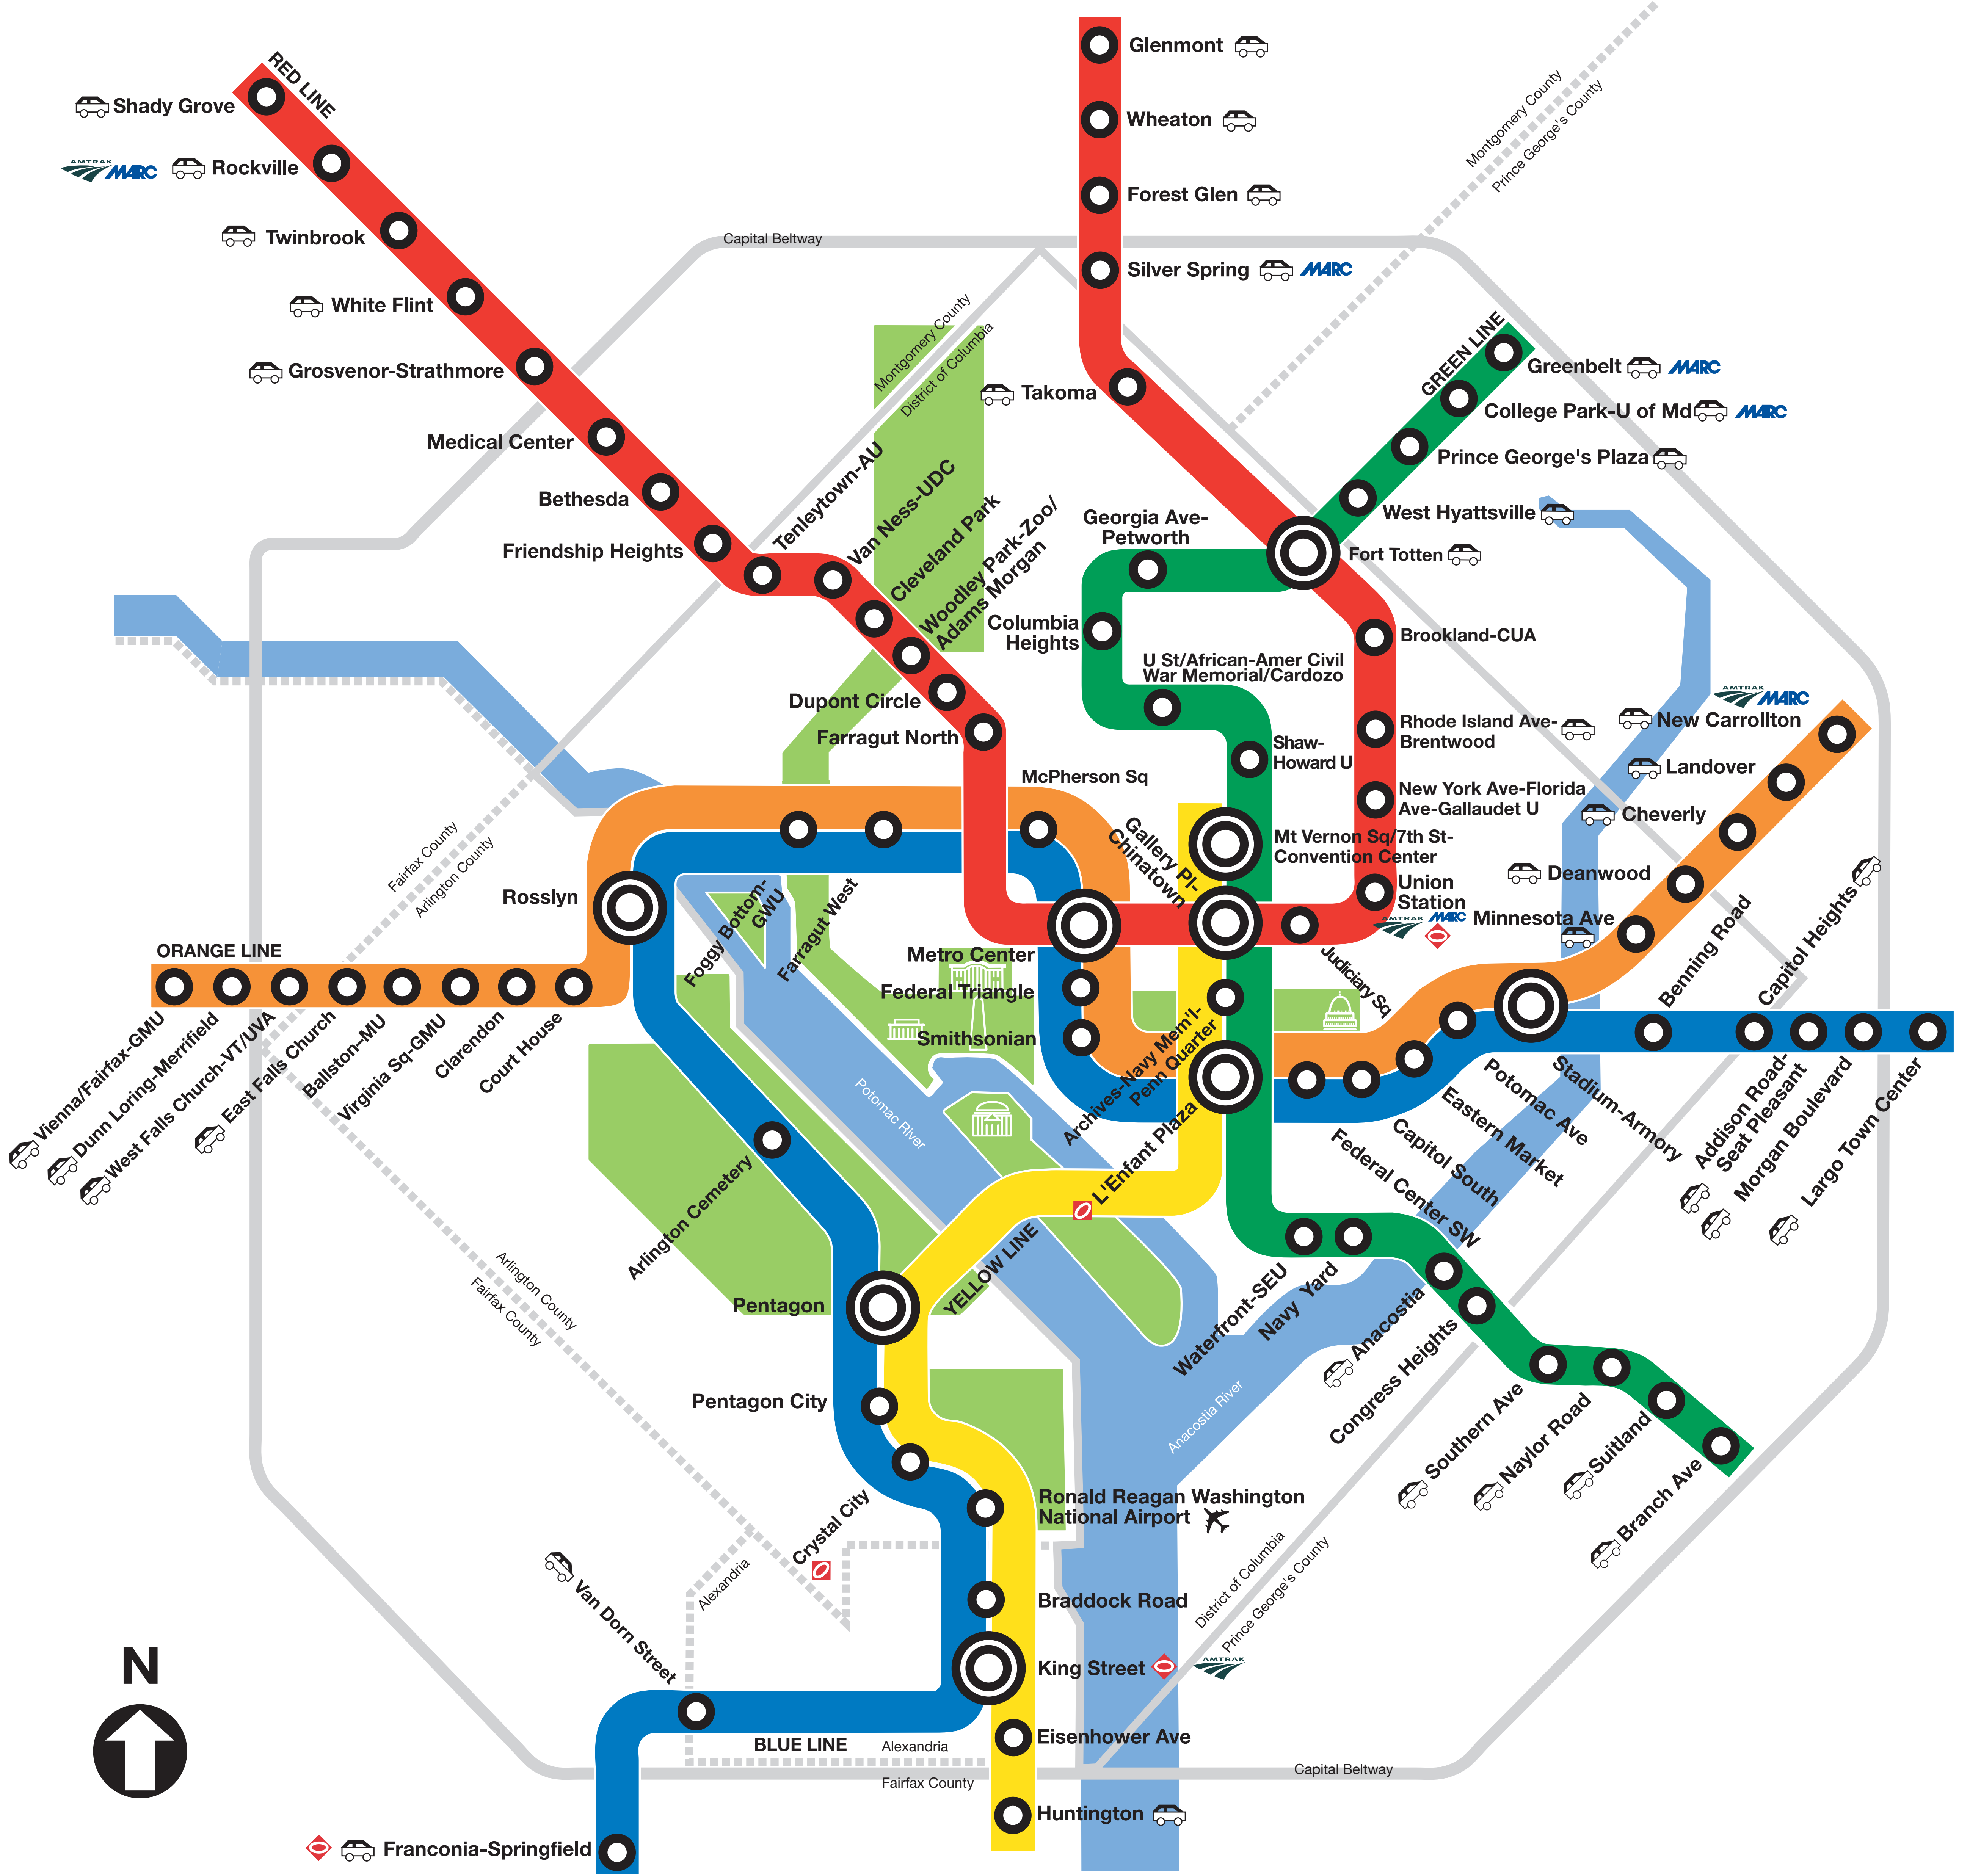 RED LINE
Shady Grove
AMTRAK
MARC
Rockville
Twinbrook
White Flint
Grosvenor-Strathmore
Medical Center
Bethesda
Friendship Heights
Tenleytown-AU
Van Ness-UDC
Cleveland Park
Woodley Park-Zoo/
Adams Morgan
Dupont Circle
Farragut North
Glenmont
Wheaton
Forest Glen
Silver Spring
MARC
Takoma
Capital Beltway
Montgomery County
Prince George's County
Montgomery County
District of Columbia
GREEN LINE
Greenbelt
MARC
College Park-U of Md
MARC
Prince George's Plaza
West Hyattsville
Fort Totten
Georgia Ave-
Petworth
Columbia
Heights
U St/African-Amer Civil
War Memorial/Cardozo
Shaw-
Howard U
Brookland-CUA
Rhode Island Ave-
Brentwood
New York Ave-Florida
Ave-Gallaudet U
Mt Vernon Sq/7th St-
Convention Center
Union
Station
AMTRAK
MARC
Judiciary Sq
Gallery Pl-
Chinatown
McPherson Sq
AMTRAK
MARC
New Carrollton
Landover
Cheverly
Deanwood
Minnesota Ave
Benning Road
Capitol Heights
Addison Road-
Seat Pleasant
Morgan Boulevard
Largo Town Center
Stadium-Armory
Potomac Ave
Eastern Market
Capitol South
Federal Center SW
Fairfax County
Arlington County
Rosslyn
ORANGE LINE
Vienna/Fairfax-GMU
Dunn Loring-Merrifield
West Falls Church-VT/UVA
East Falls Church
Ballston–MU
Virginia Sq-GMU
Clarendon
Court House
Foggy Bottom-
GWU
Farragut West
Metro Center
Federal Triangle
Smithsonian
Archives-Navy Mem'l-
Penn Quarter
L'Enfant Plaza
Potomac River
Arlington Cemetery
Pentagon
YELLOW LINE
Arlington County
Fairfax County
Pentagon City
Crystal City
Ronald Reagan Washington
National Airport
Waterfront-SEU
Navy Yard
Anacostia
Congress Heights
Southern Ave
Naylor Road
Suitland
Branch Ave
Anacostia River
District of Columbia
Prince George's County
Alexandria
Van Dorn Street
Braddock Road
King Street
AMTRAK
Eisenhower Ave
BLUE LINE
Alexandria
Fairfax County
Capital Beltway
Huntington
Franconia-Springfield
N